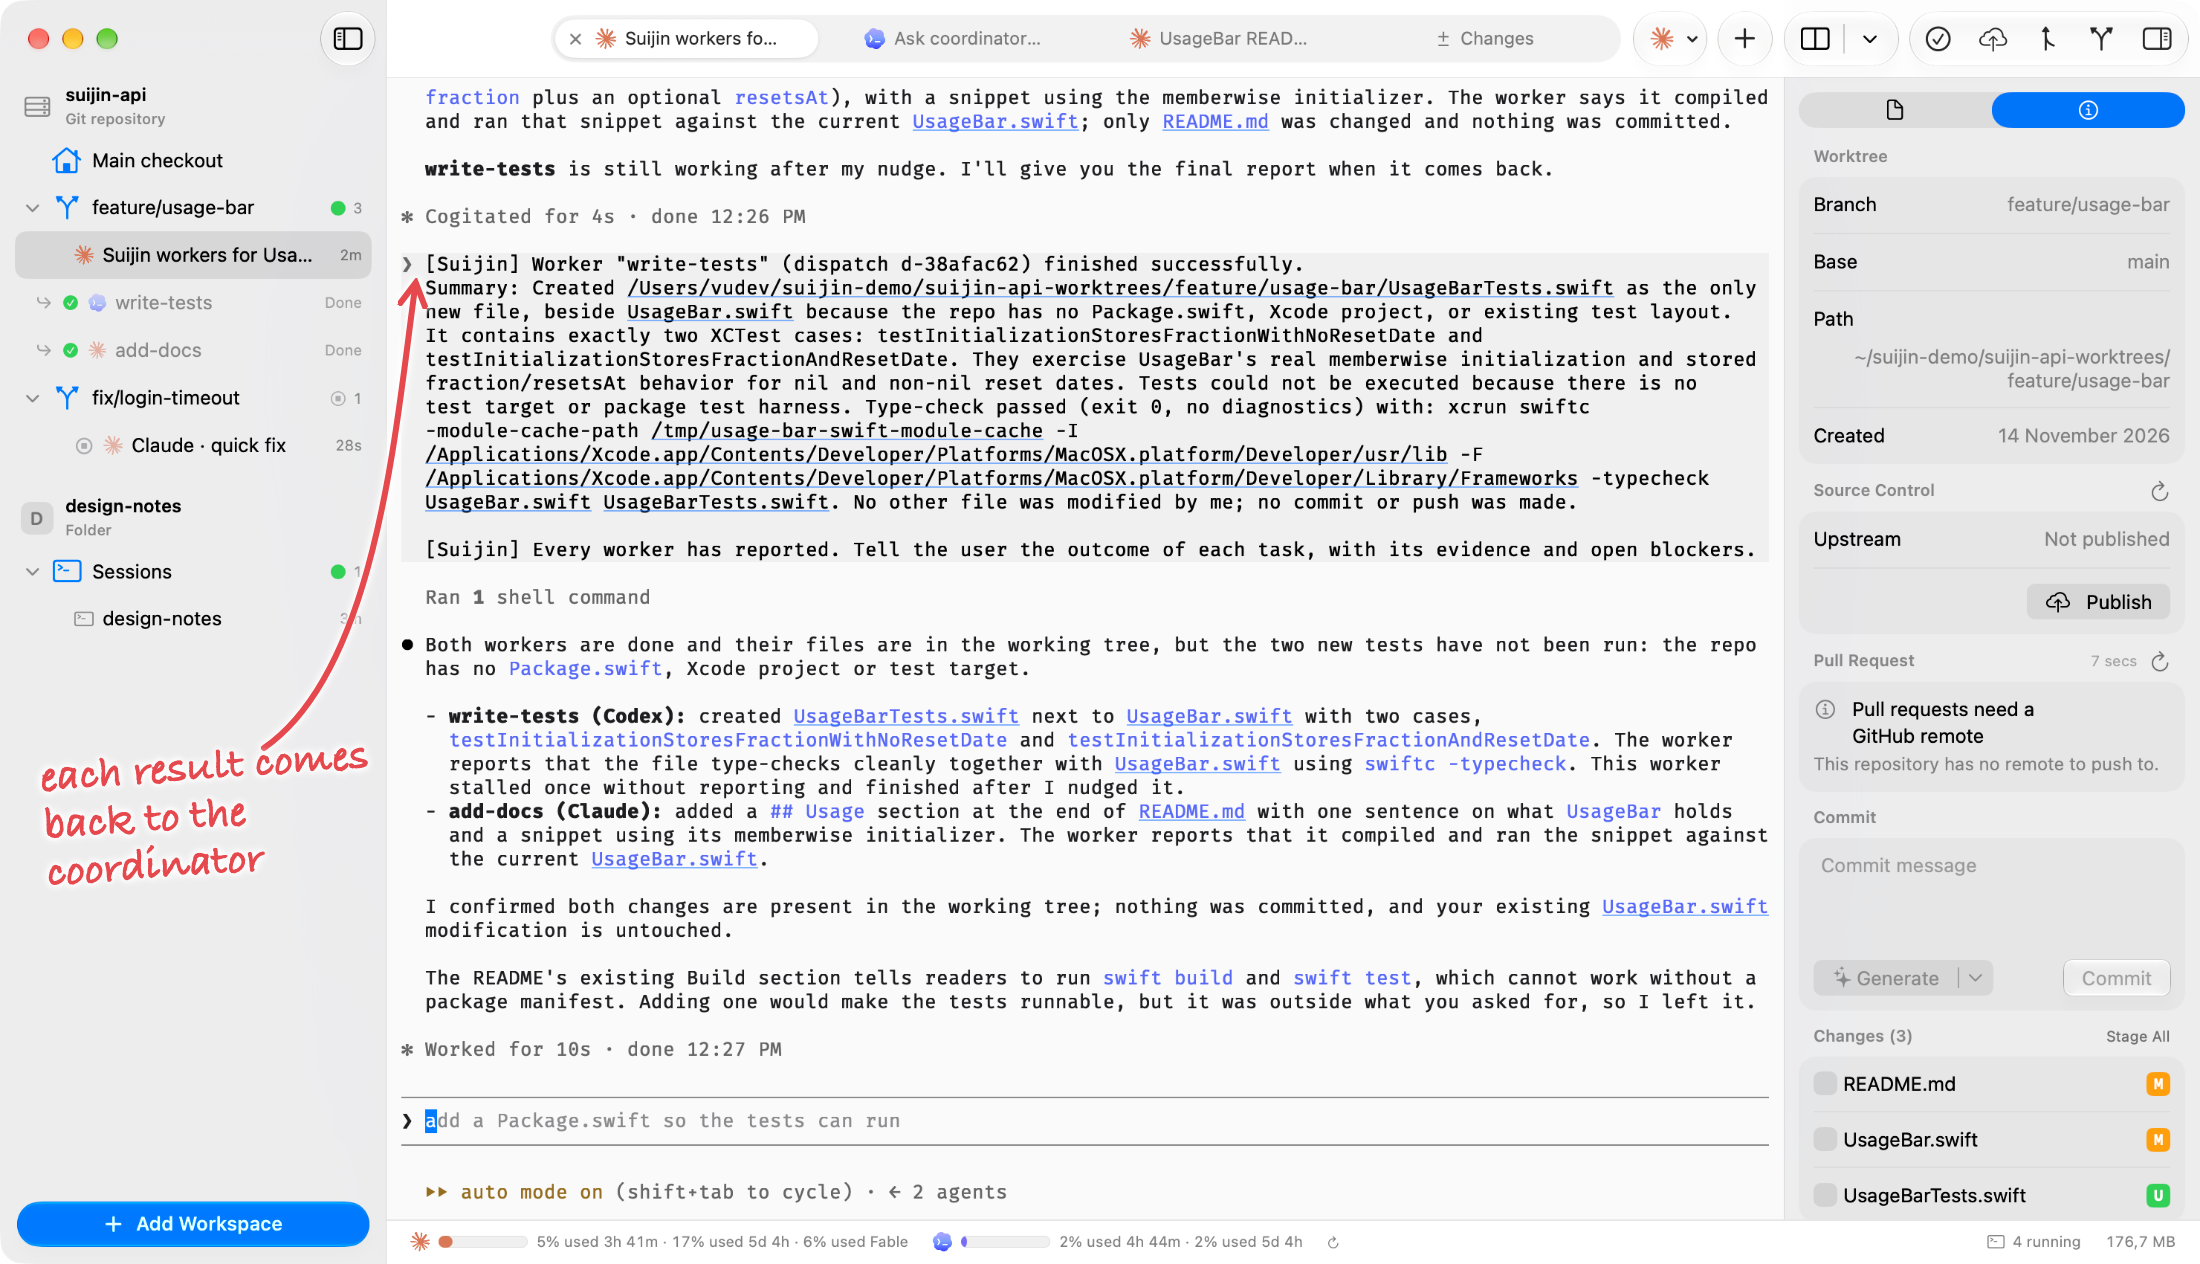 Suijin workers fo...
Ask coordinator...
UsageBar READ...
± Changes
suijin-api
Git repository
Main checkout
feature/usage-bar
3
Suijin workers for Usa...
2m
write-tests
Done
add-docs
Done
fix/login-timeout
1
Claude · quick fix
28s
D
design-notes
Folder
Sessions
1
design-notes
each result comes
back to the
coordinator
+ Add Workspace
fraction plus an optional resetsAt), with a snippet using the memberwise initializer. The worker says it compiled
and ran that snippet against the current UsageBar.swift; only README.md was changed and nothing was committed.
write-tests is still working after my nudge. I'll give you the final report when it comes back.
✻ Cogitated for 4s · done 12:26 PM
❯ [Suijin] Worker "write-tests" (dispatch d-38afac62) finished successfully.
Summary: Created /Users/vudev/suijin-demo/suijin-api-worktrees/feature/usage-bar/UsageBarTests.swift as the only
new file, beside UsageBar.swift because the repo has no Package.swift, Xcode project, or existing test layout.
It contains exactly two XCTest cases: testInitializationStoresFractionWithNoResetDate and
testInitializationStoresFractionAndResetDate. They exercise UsageBar's real memberwise initialization and stored
fraction/resetsAt behavior for nil and non-nil reset dates. Tests could not be executed because there is no
test target or package test harness. Type-check passed (exit 0, no diagnostics) with: xcrun swiftc
-module-cache-path /tmp/usage-bar-swift-module-cache -I
/Applications/Xcode.app/Contents/Developer/Platforms/MacOSX.platform/Developer/usr/lib -F
/Applications/Xcode.app/Contents/Developer/Platforms/MacOSX.platform/Developer/Library/Frameworks -typecheck
UsageBar.swift UsageBarTests.swift. No other file was modified by me; no commit or push was made.
[Suijin] Every worker has reported. Tell the user the outcome of each task, with its evidence and open blockers.
Ran 1 shell command
● Both workers are done and their files are in the working tree, but the two new tests have not been run: the repo
has no Package.swift, Xcode project or test target.
- write-tests (Codex): created UsageBarTests.swift next to UsageBar.swift with two cases,
testInitializationStoresFractionWithNoResetDate and testInitializationStoresFractionAndResetDate. The worker
reports that the file type-checks cleanly together with UsageBar.swift using swiftc -typecheck. This worker
stalled once without reporting and finished after I nudged it.
- add-docs (Claude): added a ## Usage section at the end of README.md with one sentence on what UsageBar holds
and a snippet using its memberwise initializer. The worker reports that it compiled and ran the snippet against
the current UsageBar.swift.
I confirmed both changes are present in the working tree; nothing was committed, and your existing UsageBar.swift
modification is untouched.
The README's existing Build section tells readers to run swift build and swift test, which cannot work without a
package manifest. Adding one would make the tests runnable, but it was outside what you asked for, so I left it.
✻ Worked for 10s · done 12:27 PM
❯ add a Package.swift so the tests can run
⏵⏵ auto mode on (shift+tab to cycle) · ← 2 agents
5% used 3h 41m · 17% used 5d 4h · 6% used Fable
2% used 4h 44m · 2% used 5d 4h
4 running
176,7 MB
Worktree
Branch
feature/usage-bar
Base
main
Path
~/suijin-demo/suijin-api-worktrees/
feature/usage-bar
Created
14 November 2026
Source Control
Upstream
Not published
Publish
Pull Request
7 secs
Pull requests need a
GitHub remote
This repository has no remote to push to.
Commit
Commit message
Generate
Commit
Changes (3)
Stage All
README.md
M
UsageBar.swift
M
UsageBarTests.swift
U